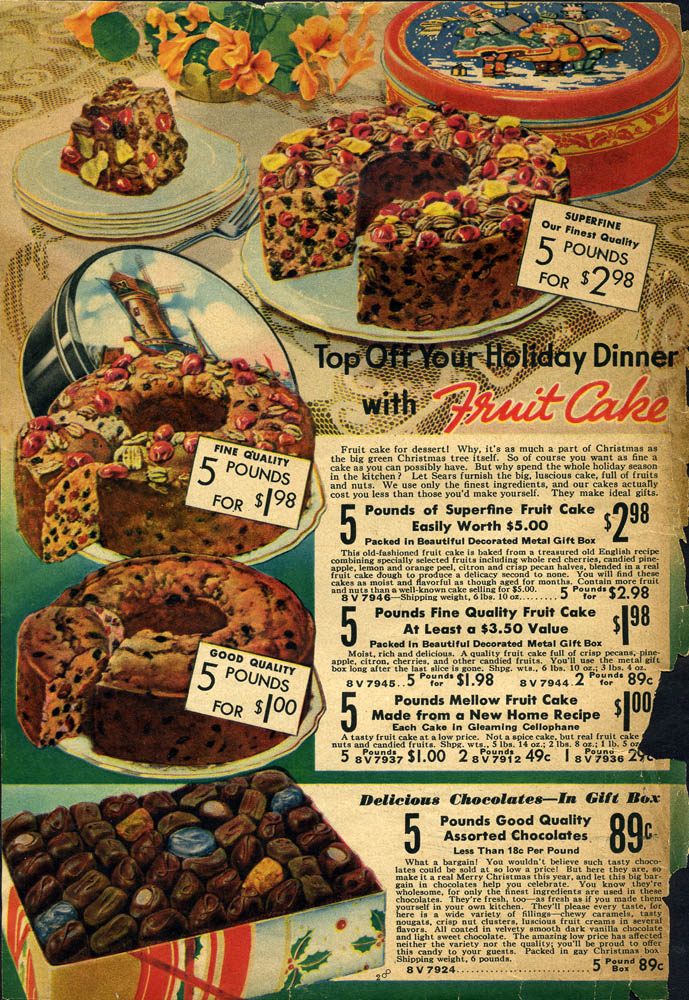 SUPERFINE
Our Finest Quality
5 POUNDS
FOR $2 98
Top Off Your Holiday Dinner
with Fruit Cake
FINE QUALITY
5 POUNDS
FOR $1 98
Fruit cake for dessert! Why, it's as much a part of Christmas as
the big green Christmas tree itself. So of course you want as fine a
cake as you can possibly have. But why spend the whole holiday season
in the kitchen? Let Sears furnish the big, luscious cake, full of fruits
and nuts. We use only the finest ingredients, and our cakes actually
cost you less than those you'd make yourself. They make ideal gifts.
5 Pounds of Superfine Fruit Cake
Easily Worth $5.00
$2 98
Packed in Beautiful Decorated Metal Gift Box
This old-fashioned fruit cake is baked from a treasured old English recipe
combining specially selected fruits including whole red cherries, candied pine-
apple, lemon and orange peel, citron and crisp pecan halves, blended in a real
fruit cake dough to produce a delicacy second to none. You will find these
cakes as moist and flavorful as though aged for months. Contain more fruit
and nuts than a well-known cake selling for $5.00.
8 V 7946—Shipping weight, 6 lbs. 10 oz......... 5 Pounds for $2.98
5 Pounds Fine Quality Fruit Cake
At Least a $3.50 Value
$1 98
Packed in Beautiful Decorated Metal Gift Box
Moist, rich and delicious. A quality fruit cake full of crisp pecans, pine-
apple, citron, cherries, and other candied fruits. You'll use the metal gift
box long after the last slice is gone. Shpg. wts., 6 lbs. 10 oz.; 3 lbs. 4 oz.
8 V 7945..5 Pounds for $1.98 8 V 7944..2 Pounds for 89c
GOOD QUALITY
5 POUNDS
FOR $1 00
5 Pounds Mellow Fruit Cake
Made from a New Home Recipe
$1 00
Each Cake in Gleaming Cellophane
A tasty fruit cake at a low price. Not a spice cake, but real fruit cake
nuts and candied fruits. Shpg. wts., 5 lbs. 14 oz.; 2 lbs. 8 oz.; 1 lb. 5 oz
5 Pounds 8 V 7937 $1.00 2 Pounds 8 V 7912 49c 1 Pound 8 V 7936 29c
Delicious Chocolates—In Gift Box
5 Pounds Good Quality
Assorted Chocolates
89c
Less Than 18c Per Pound
What a bargain! You wouldn't believe such tasty choco-
lates could be sold at so low a price! But here they are, so
make it a real Merry Christmas this year, and let this big bar-
gain in chocolates help you celebrate. You know they're
wholesome, for only the finest ingredients are used in these
chocolates. They're fresh, too—as fresh as if you made them
yourself in your own kitchen. They'll please every taste, for
here is a wide variety of fillings—chewy caramels, tasty
nougats, crisp nut clusters, luscious fruit creams in several
flavors. All coated in velvety smooth dark vanilla chocolate
and light sweet chocolate. The amazing low price has affected
neither the variety nor the quality; you'll be proud to offer
this candy to your guests. Packed in gay Christmas box.
Shipping weight, 6 pounds.
8 V 7924........................ 5 Pound Box 89c